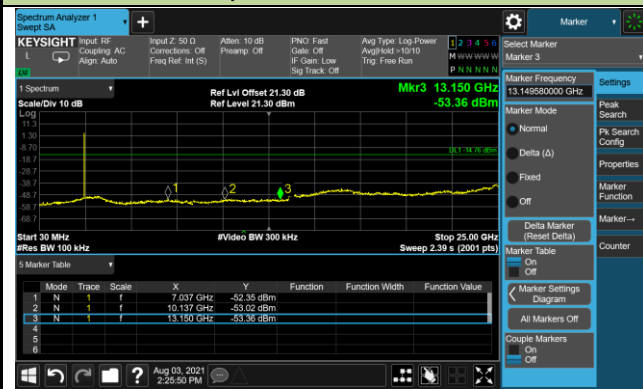 Spectrum Analyzer 1
Swept SA
Marker
KEYSIGHT
Input: RF
Coupling: AC
Align: Auto
Input Z: 50 Ω
Corrections: Off
Freq Ref: Int (S)
Atten: 10 dB
Preamp: Off
PNO: Fast
Gate: Off
IF Gain: Low
Sig Track: Off
Avg Type: Log-Power
Avg|Hold:>10/10
Trig: Free Run
1 2 3 4 5 6
M W W W W W
P N N N N N
L
LW
Select Marker
Marker 3
1 Spectrum
Scale/Div 10 dB
Log
Ref Lvl Offset 21.30 dB
Ref Level 21.30 dBm
Mkr3 13.150 GHz
-53.36 dBm
11.3
1.30
-8.70
-18.7
-28.7
-38.7
-48.7
-58.7
-68.7
DL1 -14.76 dBm
1
2
3
Start 30 MHz
#Res BW 100 kHz
#Video BW 300 kHz
Stop 25.00 GHz
Sweep 2.39 s (2001 pts)
5 Marker Table
Mode Trace Scale X Y Function Function Width Function Value
1 N 1 f 7.037 GHz -52.35 dBm
2 N 1 f 10.137 GHz -53.02 dBm
3 N 1 f 13.150 GHz -53.36 dBm
4
5
6
Marker Frequency
13.149580000 GHz
Marker Mode
Normal
Delta (Δ)
Fixed
Off
Delta Marker
(Reset Delta)
Marker Table
On
Off
Marker Settings
Diagram
All Markers Off
Couple Markers
On
Off
Settings
Peak
Search
Pk Search
Config
Properties
Marker
Function
Marker→
Counter
?
Aug 03, 2021
2:25:50 PM